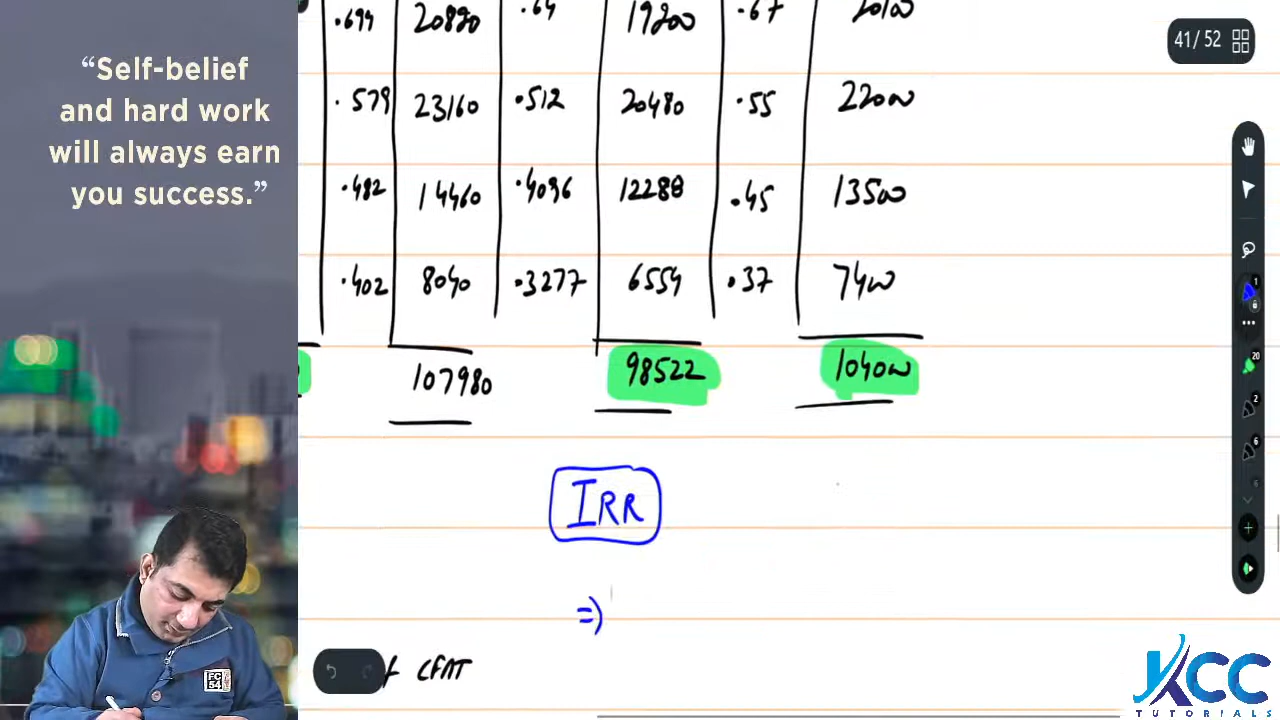 “Self-belief
and hard work
will always earn
you success.”
41/52
.694 20820 .64 19200 .67 20100
.579 23160 .512 20480 .55 22000
.482 14460 .4096 12288 .45 13500
.402 8040 .3277 6554 .37 7400
107980 98522 104000
IRR
=)
CFAT
KCC
TUTORIALS